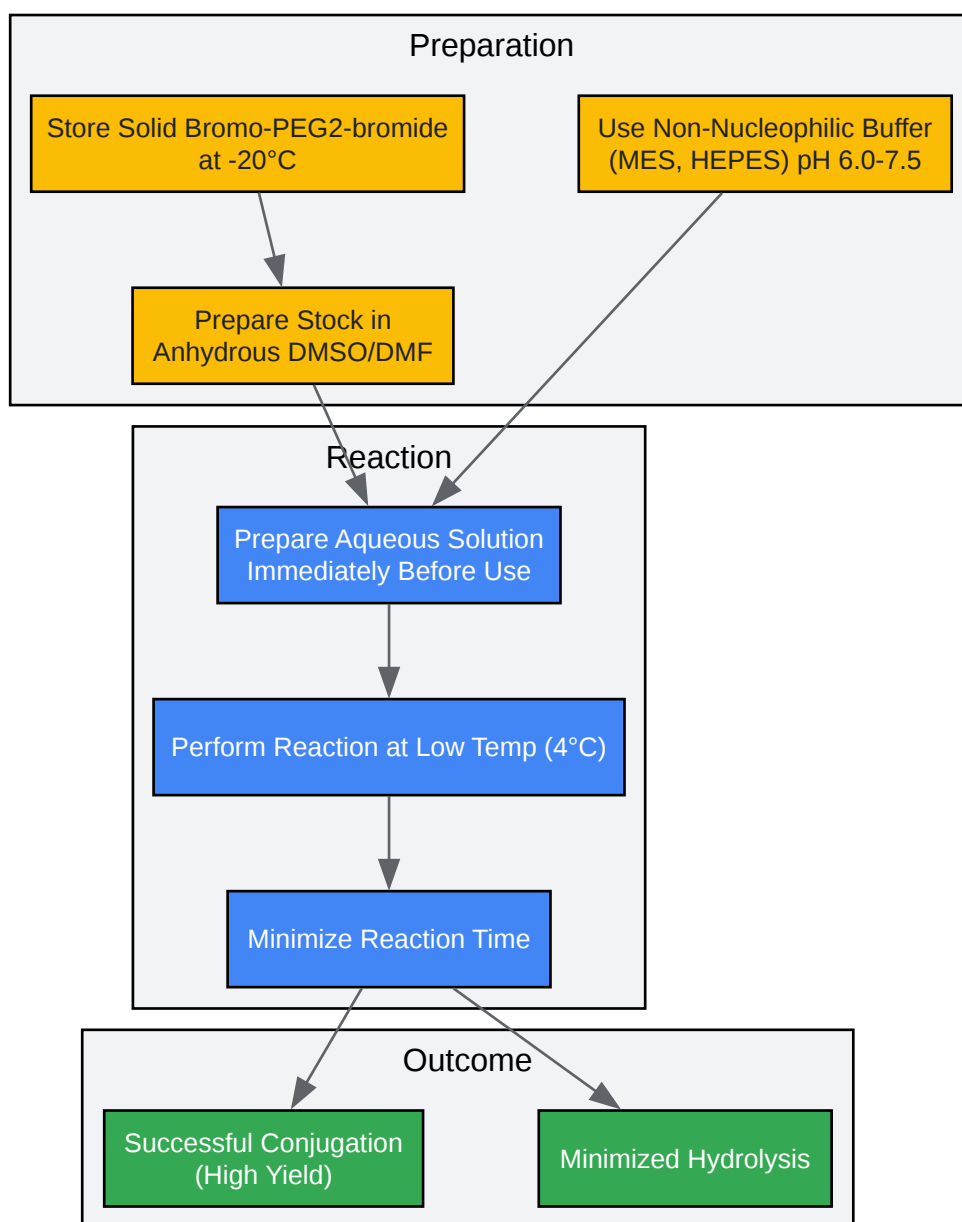 Preparation
Store Solid Bromo-PEG2-bromide
at -20°C
Use Non-Nucleophilic Buffer
(MES, HEPES) pH 6.0-7.5
Prepare Stock in
Anhydrous DMSO/DMF
Reaction
Prepare Aqueous Solution
Immediately Before Use
Perform Reaction at Low Temp (4°C)
Minimize Reaction Time
Outcome
Successful Conjugation
(High Yield)
Minimized Hydrolysis